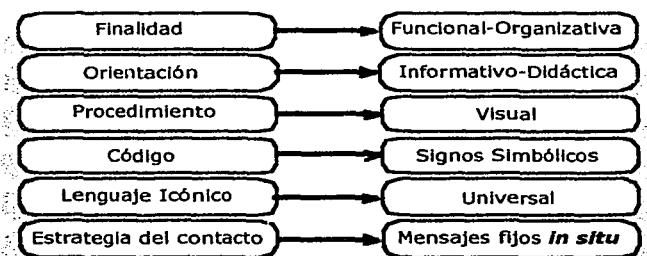 Finalidad Funcional-Organizativa
Orientación Informativo-Didáctica
Procedimiento Visual
Código Signos Simbólicos
Lenguaje Icónico Universal
Estrategia del contacto Mensajes fijos in situ